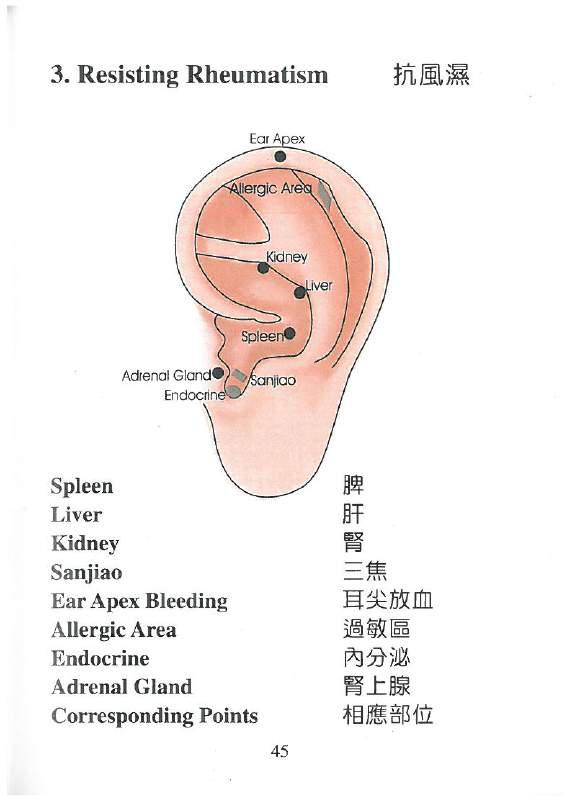 3. Resisting Rheumatism 抗風濕
Ear Apex
Allergic Area
Kidney
Liver
Spleen
Adrenal Gland
Sanjiao
Endocrine
Spleen 脾
Liver 肝
Kidney 腎
Sanjiao 三焦
Ear Apex Bleeding 耳尖放血
Allergic Area 過敏區
Endocrine 內分泌
Adrenal Gland 腎上腺
Corresponding Points 相應部位
45